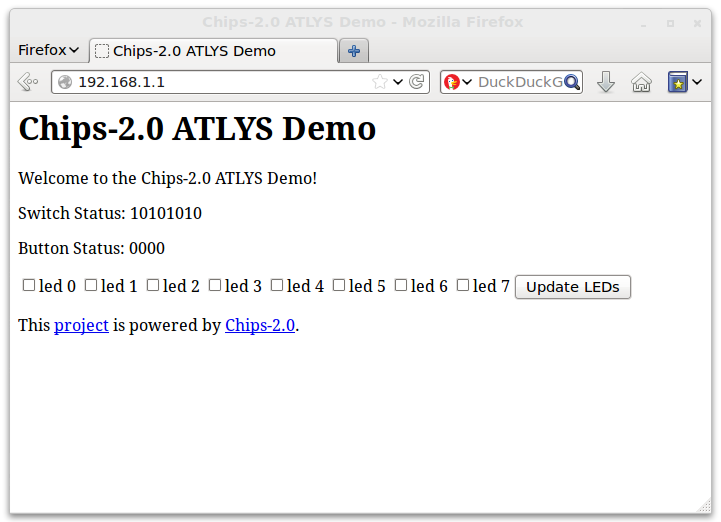 Chips-2.0 ATLYS Demo - Mozilla Firefox
Firefox Chips-2.0 ATLYS Demo
192.168.1.1 DuckDuckG
Chips-2.0 ATLYS Demo
Welcome to the Chips-2.0 ATLYS Demo!
Switch Status: 10101010
Button Status: 0000
led 0 led 1 led 2 led 3 led 4 led 5 led 6 led 7 Update LEDs
This project is powered by Chips-2.0.